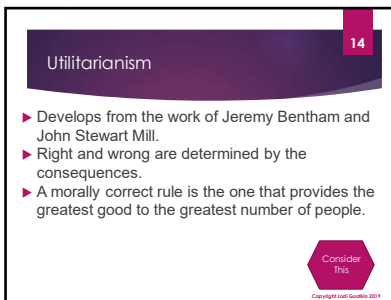 14
Utilitarianism
Develops from the work of Jeremy Bentham and
John Stewart Mill.
Right and wrong are determined by the
consequences.
A morally correct rule is the one that provides the
greatest good to the greatest number of people.
Consider
This
Copyright Jodi Goatkin 2019